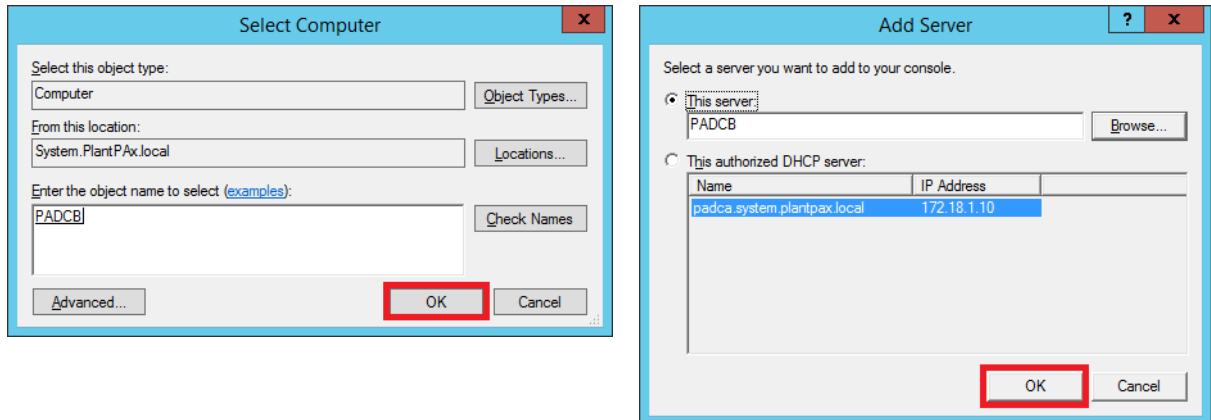 Select Computer
x
Select this object type:
Computer
Object Types...
From this location:
System.PlantPAx.local
Locations...
Enter the object name to select (examples):
PADCB
Check Names
Advanced...
OK
Cancel
Add Server
?
x
Select a server you want to add to your console.
This server:
PADCB
Browse...
This authorized DHCP server:
Name IP Address
padca.system.plantpax.local 172.18.1.10
OK
Cancel